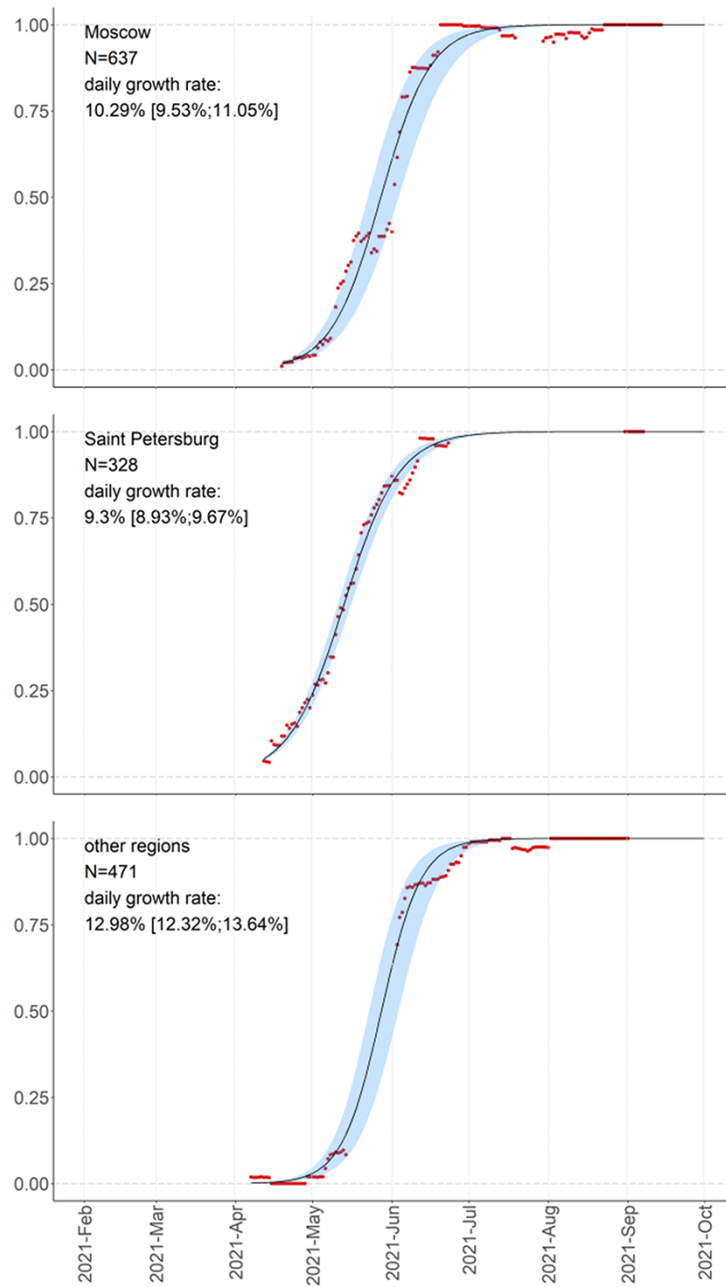 1.00
0.75
0.50
0.25
0.00
Moscow
N=637
daily growth rate:
10.29% [9.53%;11.05%]
1.00
0.75
0.50
0.25
0.00
Saint Petersburg
N=328
daily growth rate:
9.3% [8.93%;9.67%]
1.00
0.75
0.50
0.25
0.00
other regions
N=471
daily growth rate:
12.98% [12.32%;13.64%]
2021-Feb
2021-Mar
2021-Apr
2021-May
2021-Jun
2021-Jul
2021-Aug
2021-Sep
2021-Oct